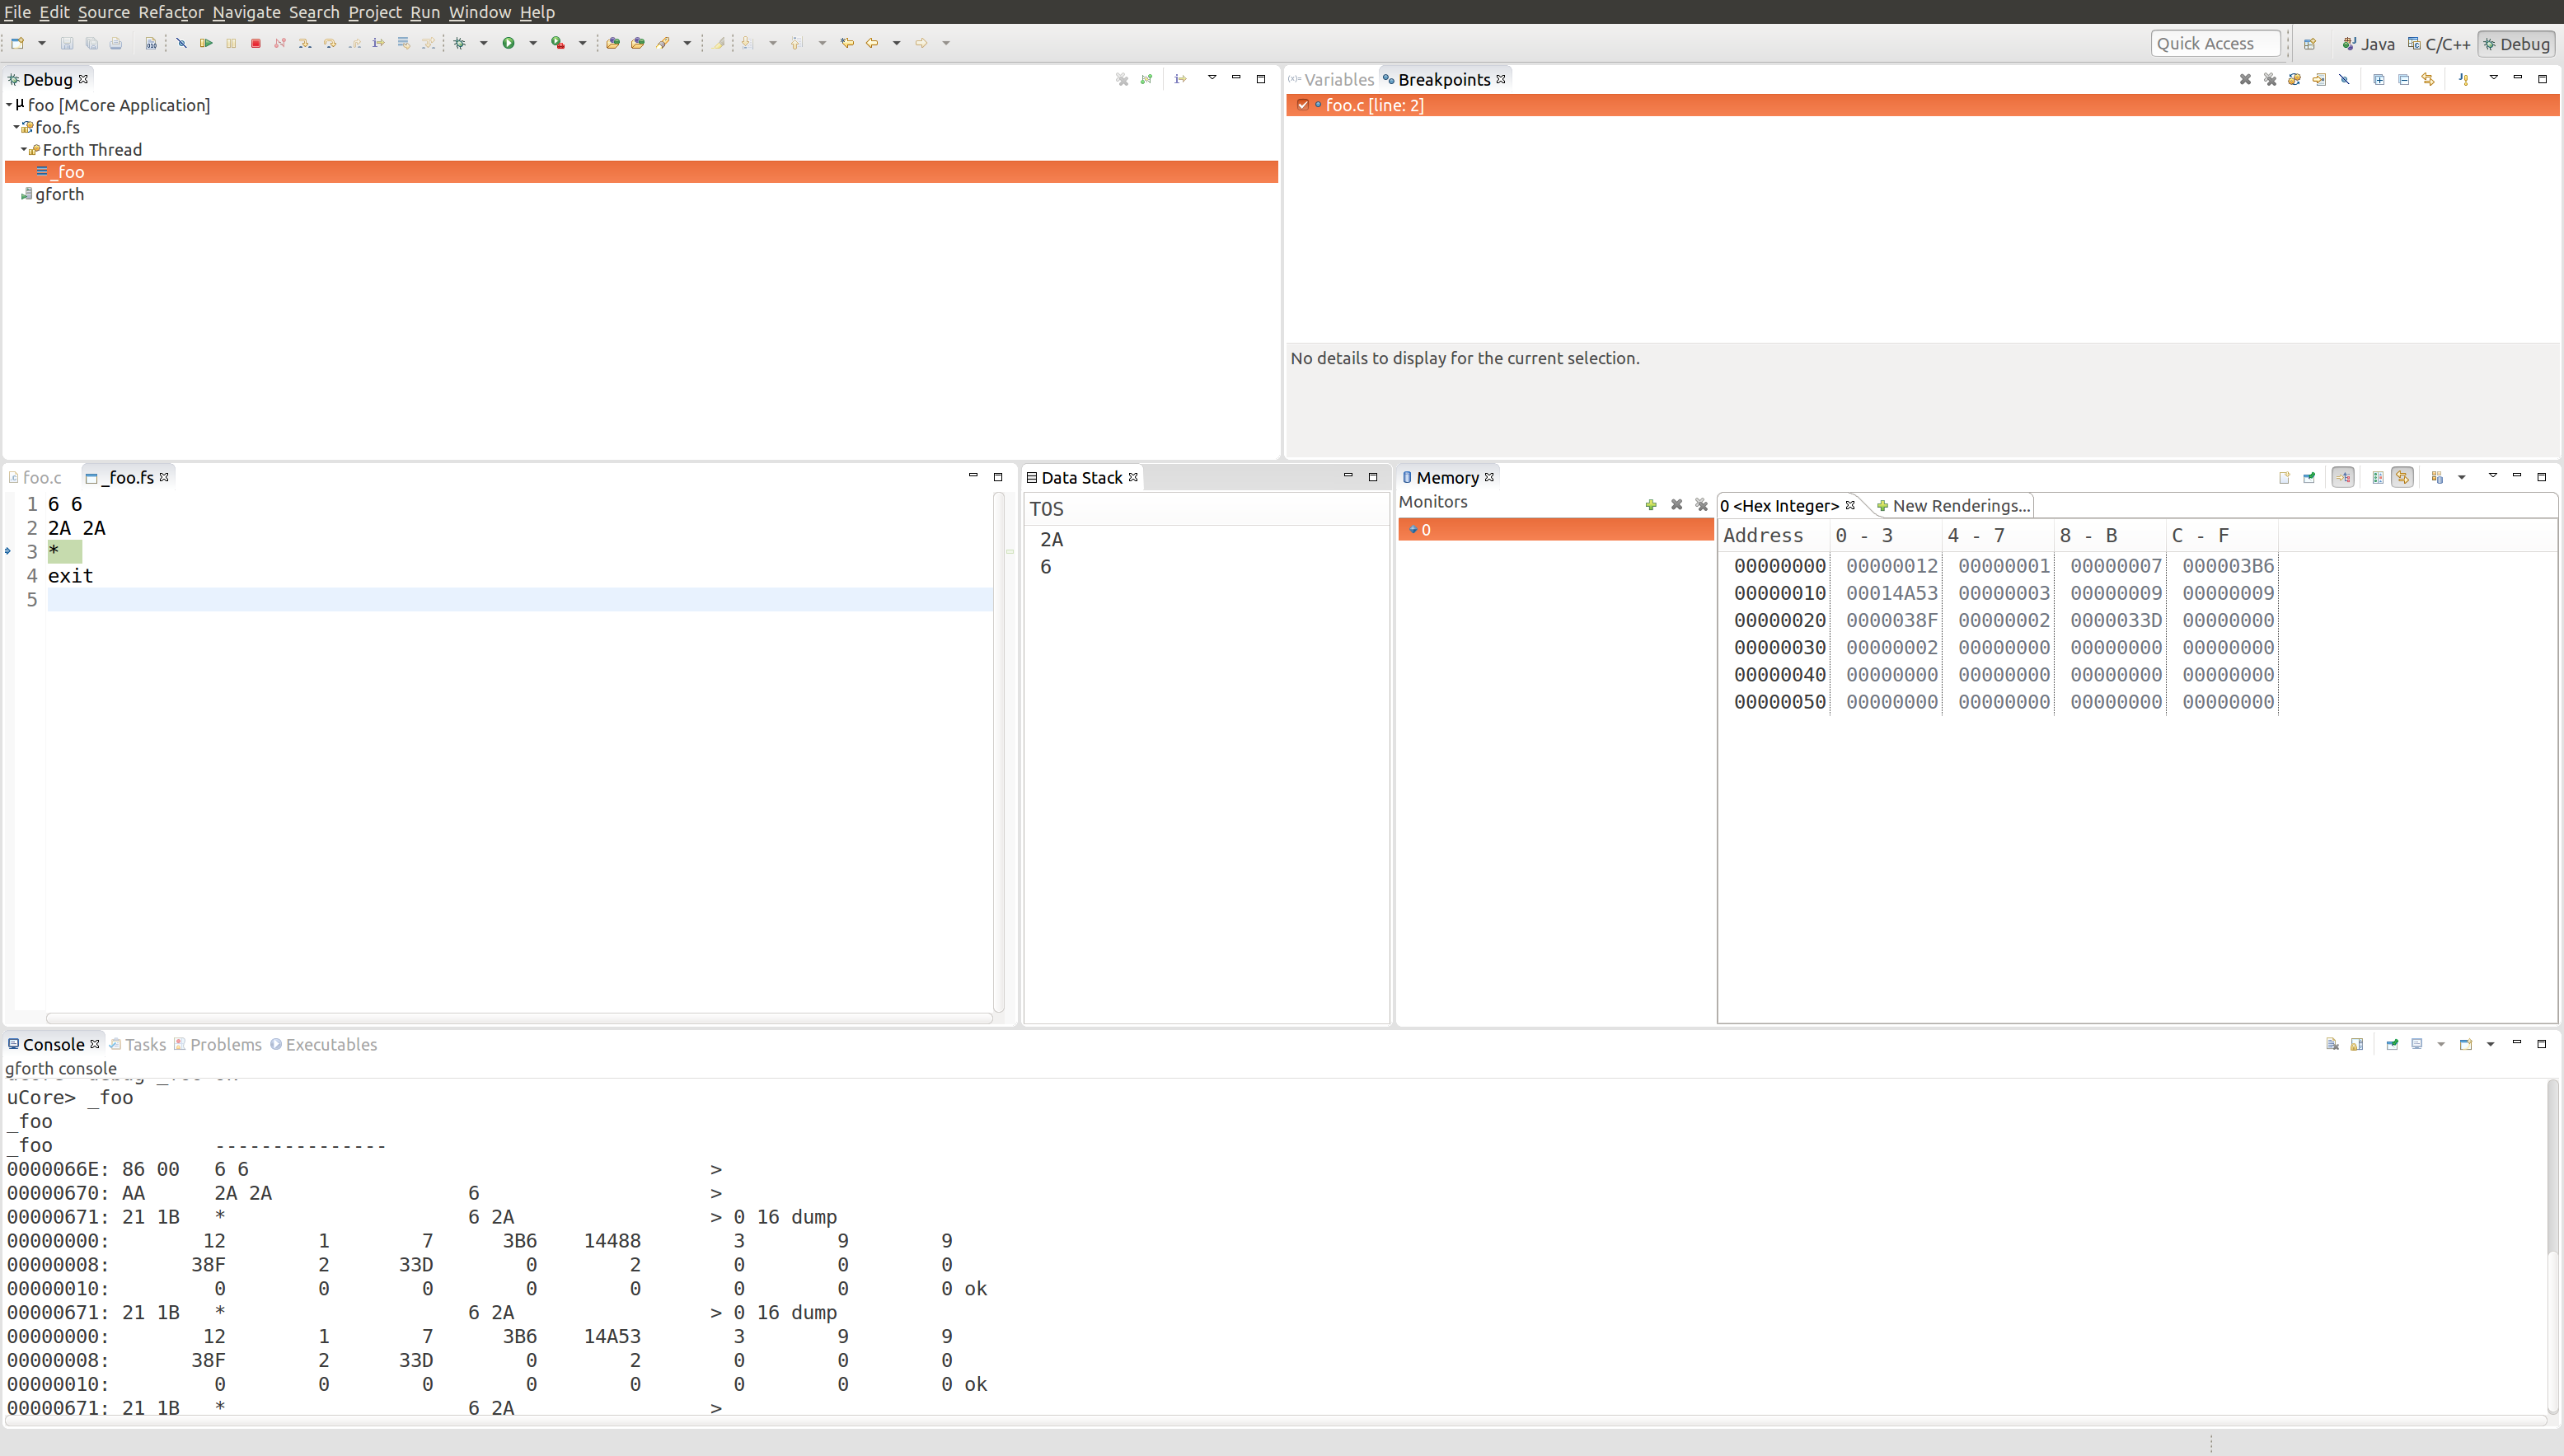 File Edit Source Refactor Navigate Search Project Run Window Help
Quick Access Java C/C++ Debug
Debug
foo [MCore Application]
foo.fs
Forth Thread
_foo
gforth
Variables Breakpoints
foo.c [line: 2]
No details to display for the current selection.
foo.c _foo.fs
1 6 6
2 2A 2A
3 *
4 exit
5
Data Stack
TOS
2A
6
Memory
Monitors
0
0 <Hex Integer> New Renderings...
Address 0 - 3 4 - 7 8 - B C - F
00000000 00000012 00000001 00000007 000003B6
00000010 00014A53 00000003 00000009 00000009
00000020 0000038F 00000002 0000033D 00000000
00000030 00000002 00000000 00000000 00000000
00000040 00000000 00000000 00000000 00000000
00000050 00000000 00000000 00000000 00000000
Console Tasks Problems Executables
gforth console
uCore> _foo
_foo
_foo ---------------
0000066E: 86 00 6 6 >
00000670: AA 2A 2A 6 >
00000671: 21 1B * 6 2A > 0 16 dump
00000000: 12 1 7 3B6 14488 3 9 9
00000008: 38F 2 33D 0 2 0 0 0
00000010: 0 0 0 0 0 0 0 0 ok
00000671: 21 1B * 6 2A > 0 16 dump
00000000: 12 1 7 3B6 14A53 3 9 9
00000008: 38F 2 33D 0 2 0 0 0
00000010: 0 0 0 0 0 0 0 0 ok
00000671: 21 1B * 6 2A >